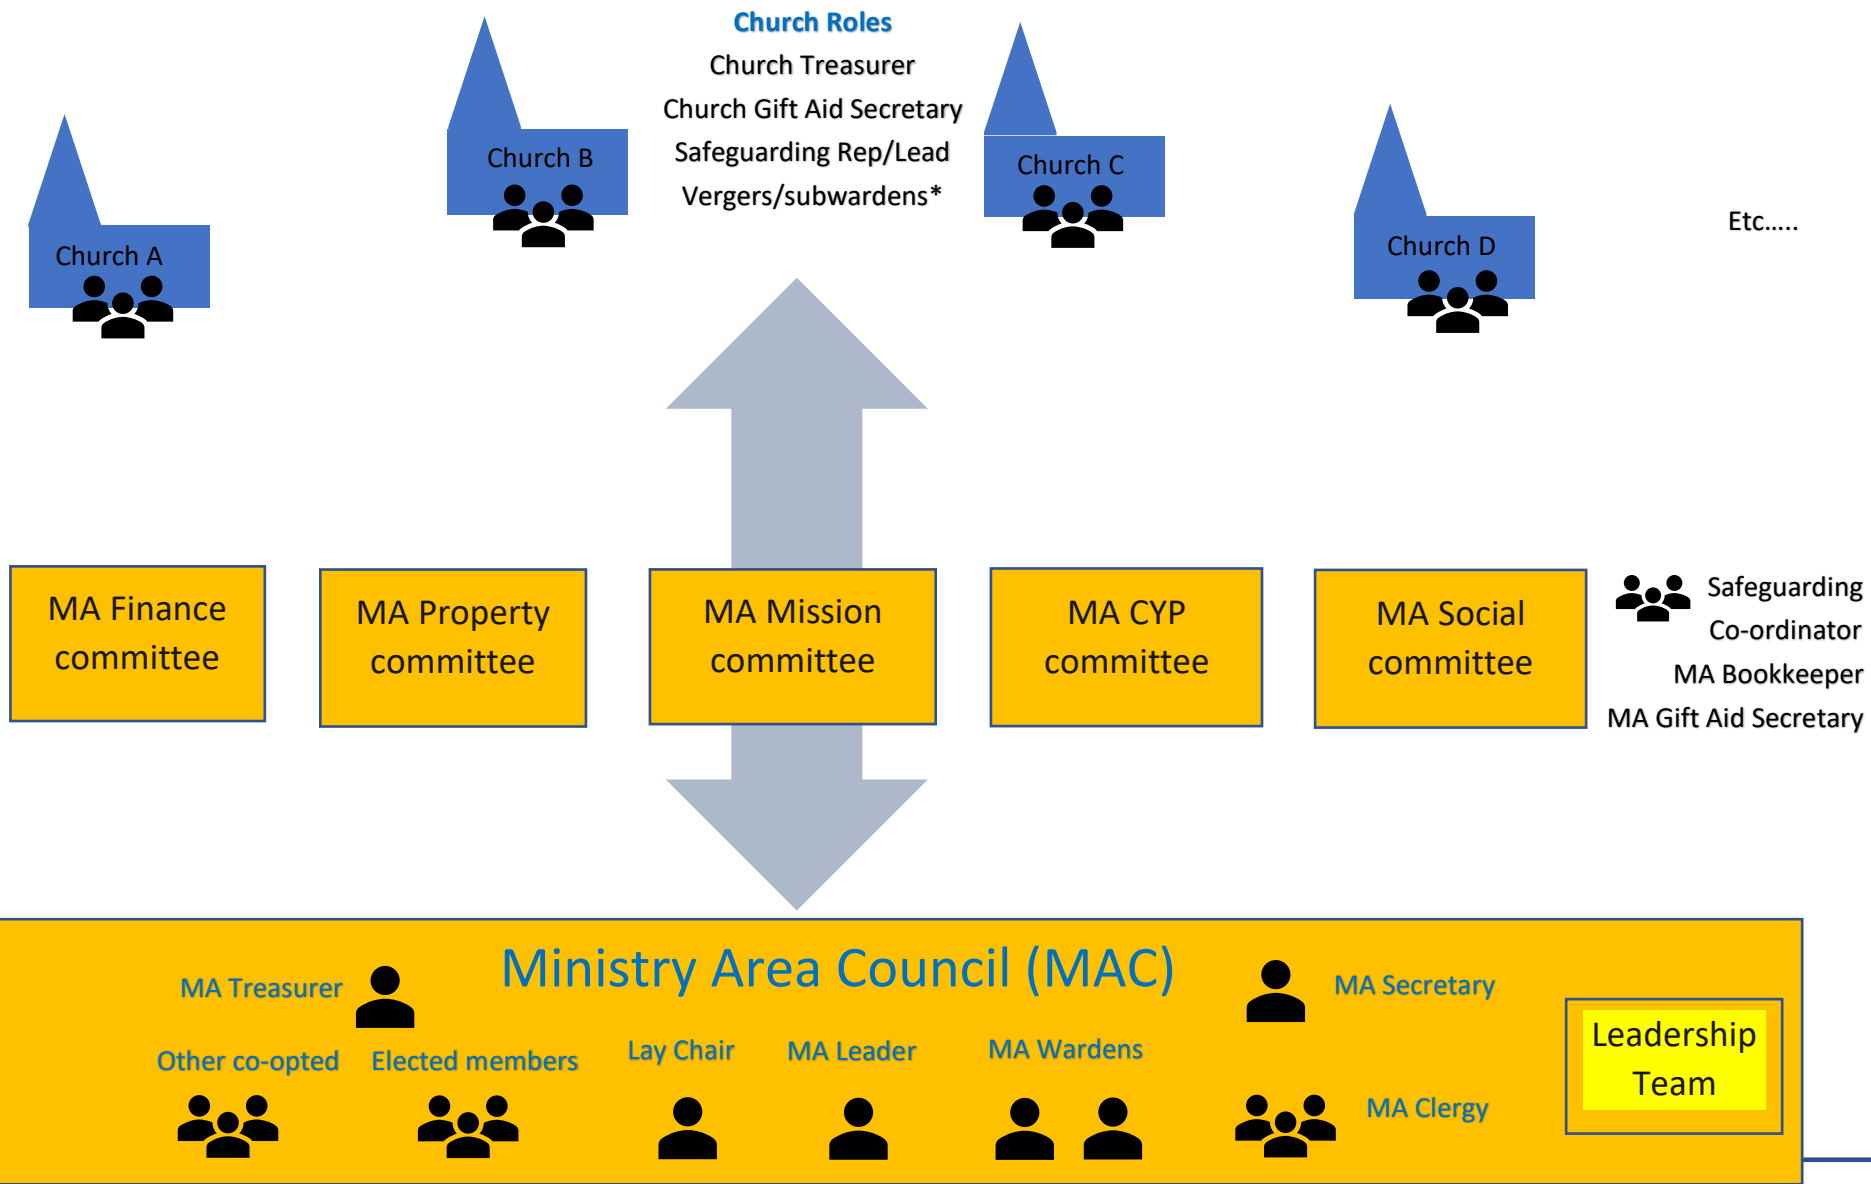 Church Roles
Church Treasurer
Church Gift Aid Secretary
Safeguarding Rep/Lead
Vergers/subwardens*
Church A
Church B
Church C
Church D
Etc.....
MA Finance
committee
MA Property
committee
MA Mission
committee
MA CYP
committee
MA Social
committee
Safeguarding
Co-ordinator
MA Bookkeeper
MA Gift Aid Secretary
Ministry Area Council (MAC)
MA Treasurer
MA Secretary
Other co-opted
Elected members
Lay Chair
MA Leader
MA Wardens
MA Clergy
Leadership
Team